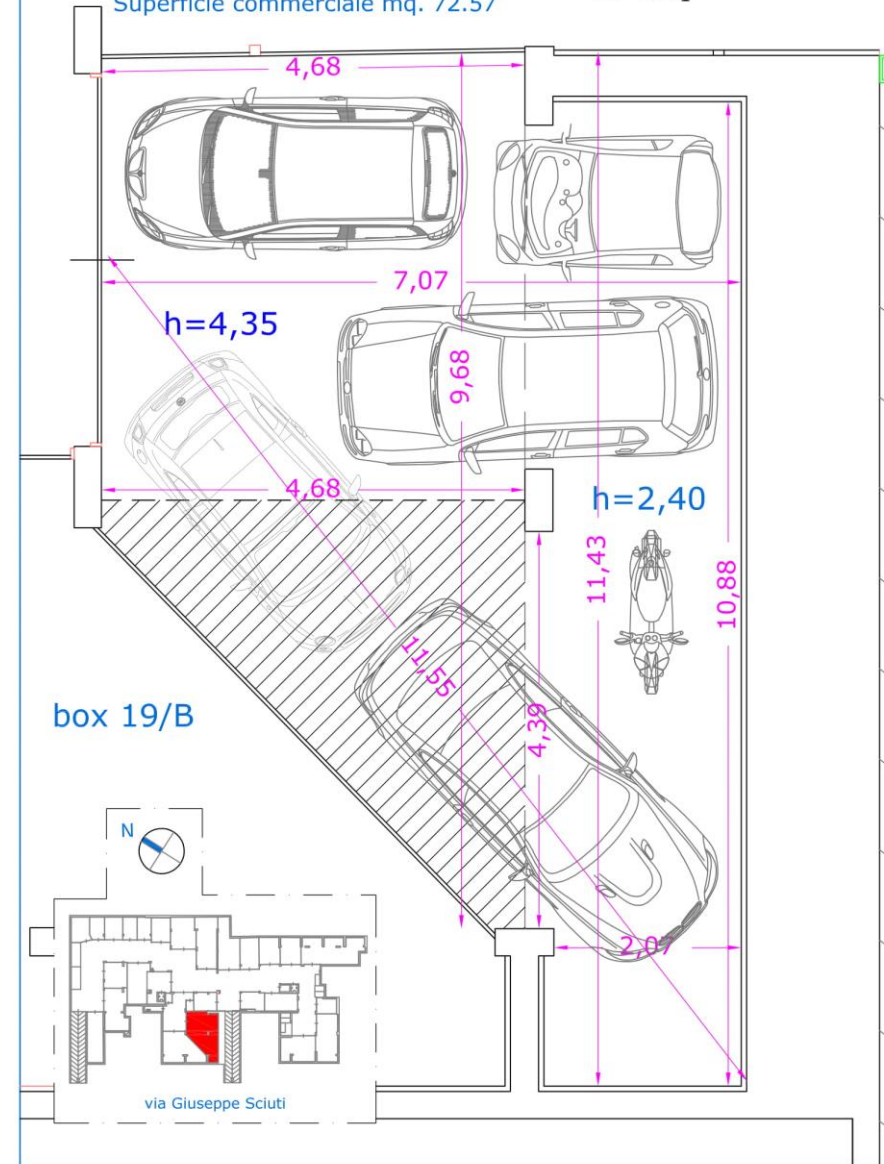 Superficie commerciale mq. 72.57
4,68
7,07
h=4,35
9,68
4,68
h=2,40
11,43
10,88
11,55
4,39
box 19/B
2,07
N
via Giuseppe Sciuti